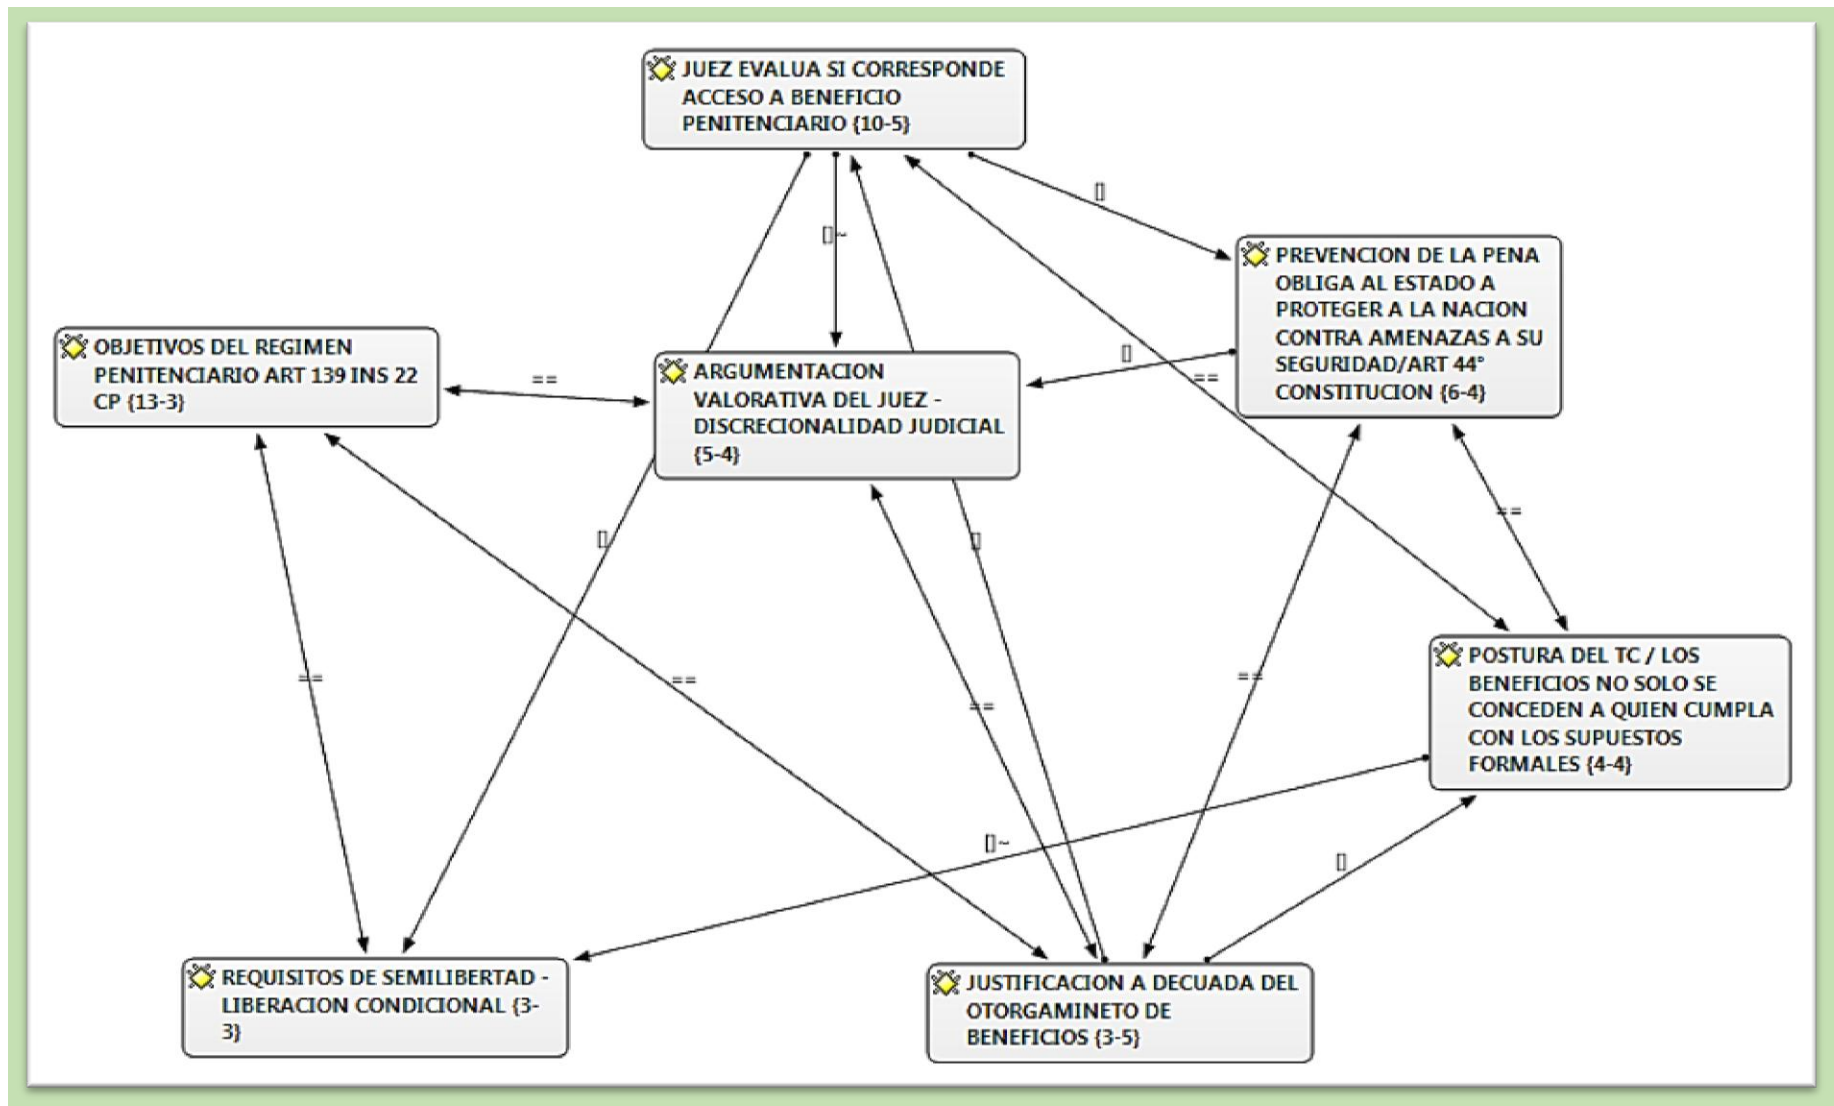 JUEZ EVALUA SI CORRESPONDE
ACCESO A BENEFICIO
PENITENCIARIO {10-5}
[]
[]~
PREVENCION DE LA PENA
OBLIGA AL ESTADO A
PROTEGER A LA NACION
CONTRA AMENAZAS A SU
SEGURIDAD/ART 44°
CONSTITUCION {6-4}
OBJETIVOS DEL REGIMEN
PENITENCIARIO ART 139 INS 22
CP {13-3}
==
ARGUMENTACION
VALORATIVA DEL JUEZ -
DISCRECIONALIDAD JUDICIAL
{5-4}
[]
==
==
[]
[]
==
==
==
==
POSTURA DEL TC / LOS
BENEFICIOS NO SOLO SE
CONCEDEN A QUIEN CUMPLA
CON LOS SUPUESTOS
FORMALES {4-4}
[]~
[]
REQUISITOS DE SEMILIBERTAD -
LIBERACION CONDICIONAL {3-
3}
JUSTIFICACION A DECUADA DEL
OTORGAMINETO DE
BENEFICIOS {3-5}